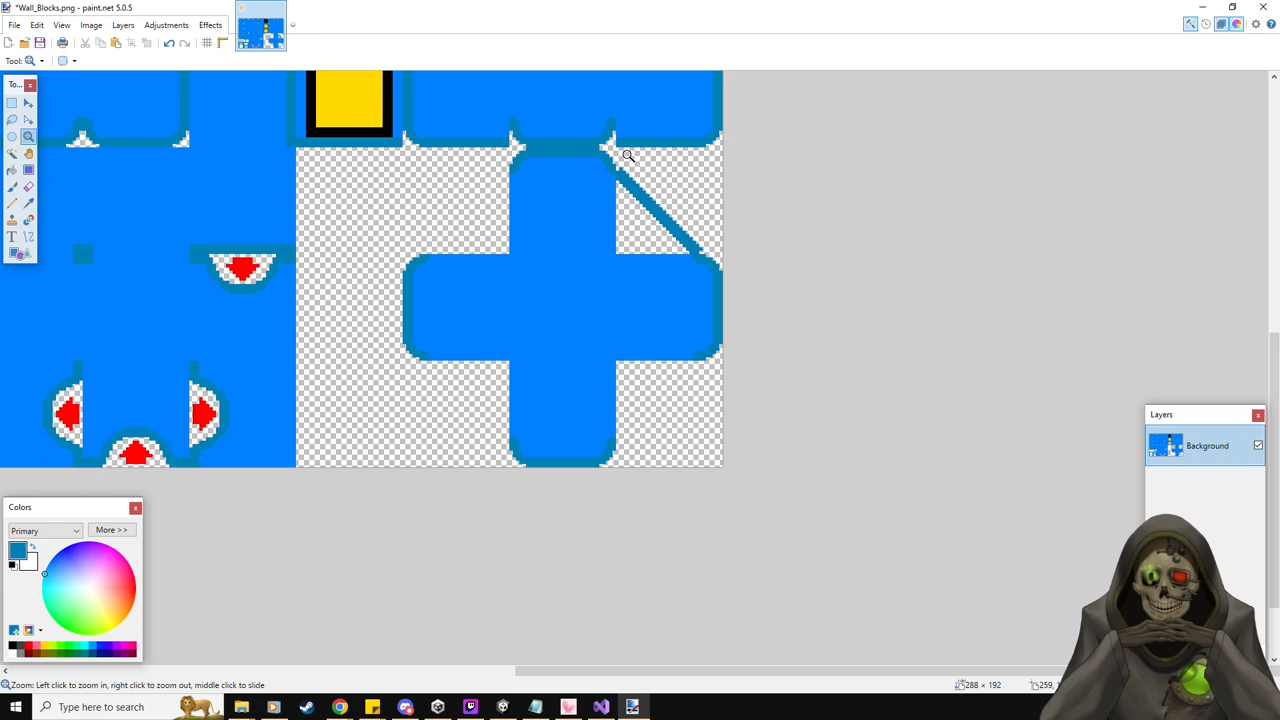 *Wall_Blocks.png - paint.net 5.0.5
File Edit View Image Layers Adjustments Effects
Tool:
To...
Layers
Background
Colors
Primary
More >>
Zoom: Left click to zoom in, right click to zoom out, middle click to slide
288 × 192
259,
Type here to search